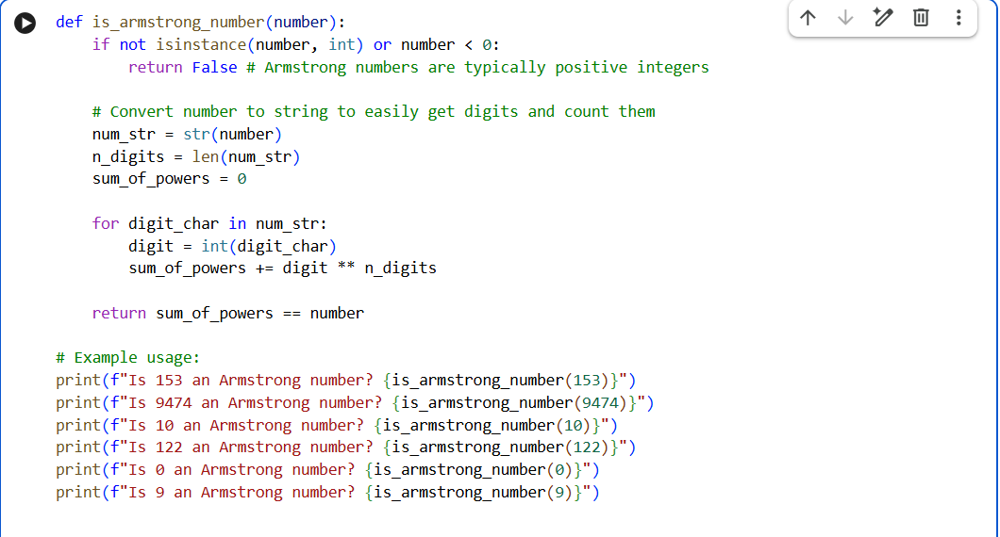 def is_armstrong_number(number):
    if not isinstance(number, int) or number < 0:
        return False # Armstrong numbers are typically positive integers

    # Convert number to string to easily get digits and count them
    num_str = str(number)
    n_digits = len(num_str)
    sum_of_powers = 0

    for digit_char in num_str:
        digit = int(digit_char)
        sum_of_powers += digit ** n_digits

    return sum_of_powers == number

# Example usage:
print(f"Is 153 an Armstrong number? {is_armstrong_number(153)}")
print(f"Is 9474 an Armstrong number? {is_armstrong_number(9474)}")
print(f"Is 10 an Armstrong number? {is_armstrong_number(10)}")
print(f"Is 122 an Armstrong number? {is_armstrong_number(122)}")
print(f"Is 0 an Armstrong number? {is_armstrong_number(0)}")
print(f"Is 9 an Armstrong number? {is_armstrong_number(9)}")